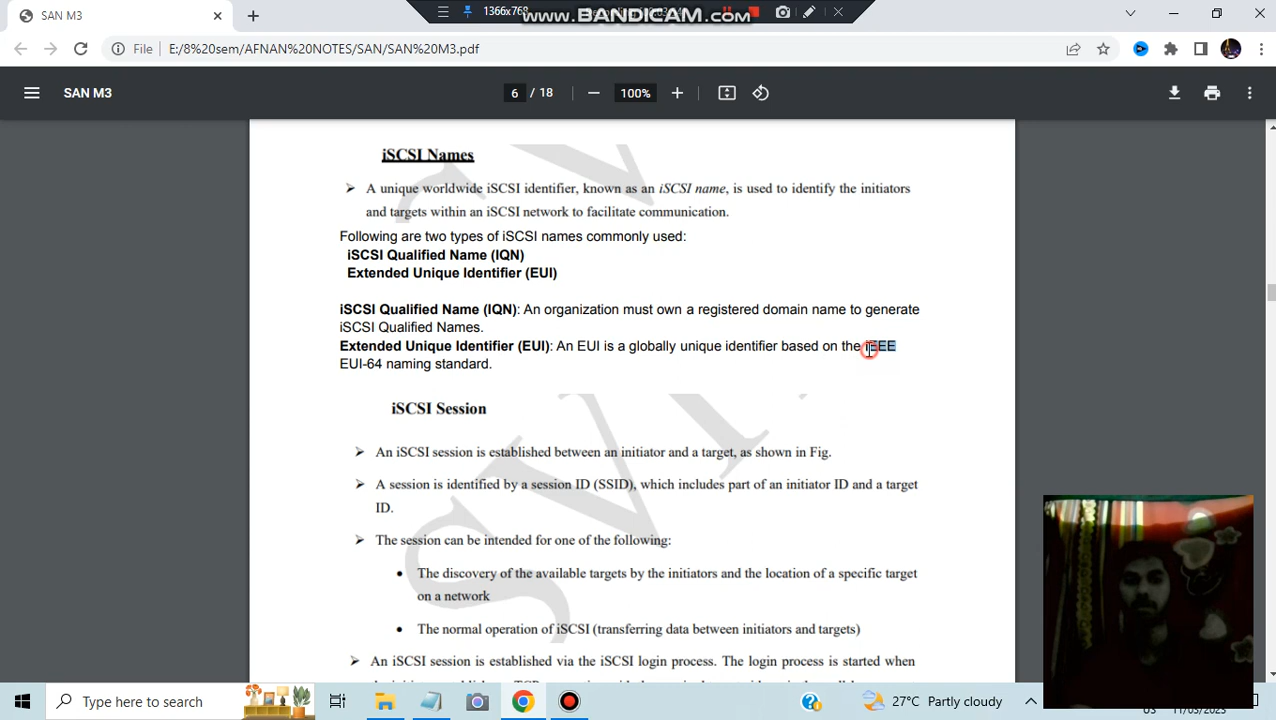 SAN M3
1366x768
www.BANDICAM.com
File
E:/8%20sem/AFNAN%20NOTES/SAN/SAN%20M3.pdf
SAN M3
6 / 18
100%
iSCSI Names
➢ A unique worldwide iSCSI identifier, known as an iSCSI name, is used to identify the initiators
and targets within an iSCSI network to facilitate communication.
Following are two types of iSCSI names commonly used:
iSCSI Qualified Name (IQN)
Extended Unique Identifier (EUI)
iSCSI Qualified Name (IQN): An organization must own a registered domain name to generate
iSCSI Qualified Names.
Extended Unique Identifier (EUI): An EUI is a globally unique identifier based on the IEEE
EUI-64 naming standard.
iSCSI Session
➢ An iSCSI session is established between an initiator and a target, as shown in Fig.
➢ A session is identified by a session ID (SSID), which includes part of an initiator ID and a target
ID.
➢ The session can be intended for one of the following:
• The discovery of the available targets by the initiators and the location of a specific target
on a network
• The normal operation of iSCSI (transferring data between initiators and targets)
➢ An iSCSI session is established via the iSCSI login process. The login process is started when
Type here to search
27°C Partly cloudy
US
11/03/2023